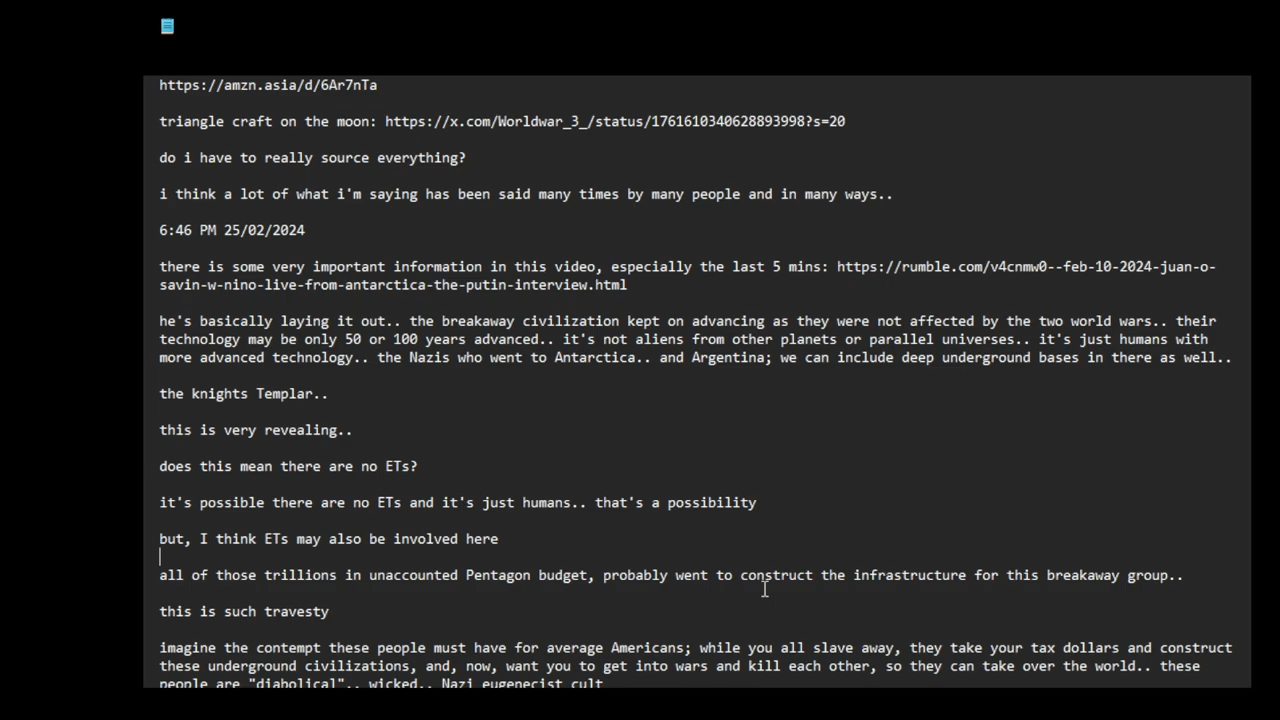 https://amzn.asia/d/6Ar7nTa
triangle craft on the moon: https://x.com/Worldwar_3_/status/1761610340628893998?s=20
do i have to really source everything?
i think a lot of what i'm saying has been said many times by many people and in many ways..
6:46 PM 25/02/2024
there is some very important information in this video, especially the last 5 mins: https://rumble.com/v4cnmw0--feb-10-2024-juan-o-
savin-w-nino-live-from-antarctica-the-putin-interview.html
he's basically laying it out.. the breakaway civilization kept on advancing as they were not affected by the two world wars.. their
technology may be only 50 or 100 years advanced.. it's not aliens from other planets or parallel universes.. it's just humans with
more advanced technology.. the Nazis who went to Antarctica.. and Argentina; we can include deep underground bases in there as well..
the knights Templar..
this is very revealing..
does this mean there are no ETs?
it's possible there are no ETs and it's just humans.. that's a possibility
but, I think ETs may also be involved here
all of those trillions in unaccounted Pentagon budget, probably went to construct the infrastructure for this breakaway group..
this is such travesty
imagine the contempt these people must have for average Americans; while you all slave away, they take your tax dollars and construct
these underground civilizations, and, now, want you to get into wars and kill each other, so they can take over the world.. these
people are "diabolical".. wicked.. Nazi eugenecist cult